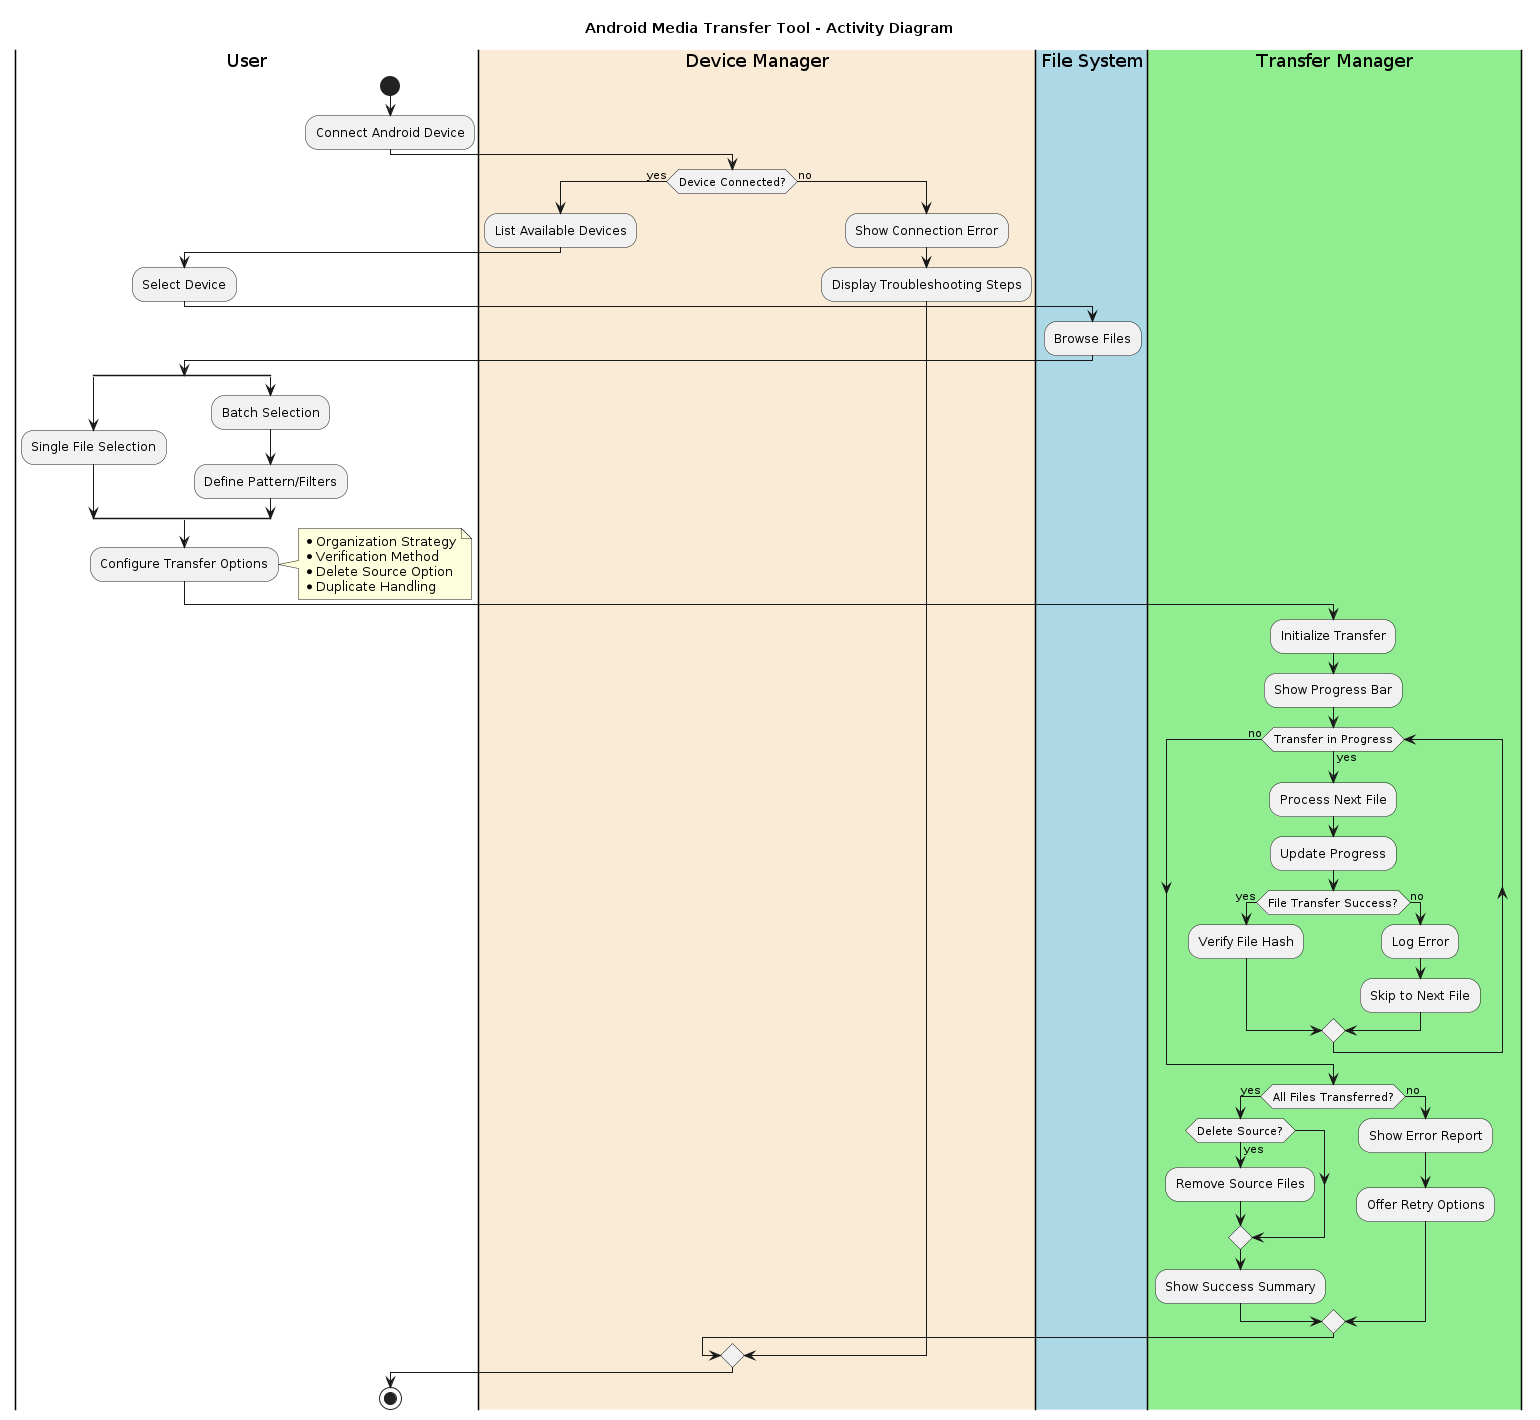 Android Media Transfer Tool - Activity Diagram
User
Device Manager
File System
Transfer Manager
Connect Android Device
Device Connected?
yes
no
List Available Devices
Show Connection Error
Select Device
Display Troubleshooting Steps
Browse Files
Batch Selection
Single File Selection
Define Pattern/Filters
Configure Transfer Options
• Organization Strategy
• Verification Method
• Delete Source Option
• Duplicate Handling
Initialize Transfer
Show Progress Bar
no
Transfer in Progress
yes
Process Next File
Update Progress
yes
File Transfer Success?
no
Verify File Hash
Log Error
Skip to Next File
yes
All Files Transferred?
no
Delete Source?
yes
Show Error Report
Remove Source Files
Offer Retry Options
Show Success Summary